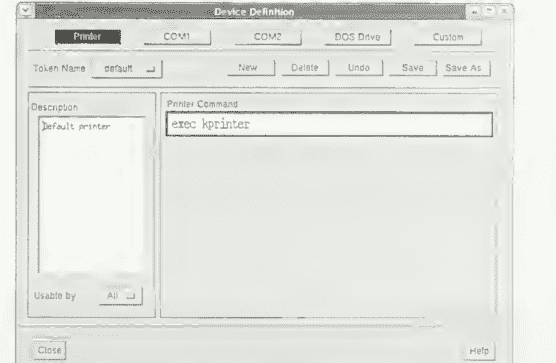 Device Definition
Printer COM1 COM2 DOS Drive Custom
Token Name default New Delete Undo Save Save As
Description
Default printer
Printer Command
exec kprinter
Usable by All
Close Help